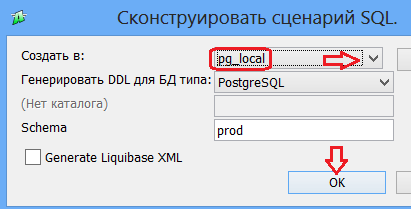 Сконструировать сценарий SQL.
Создать в: pg_local
Генерировать DDL для БД типа: PostgreSQL
(Нет каталога)
Schema prod
Generate Liquibase XML
OK